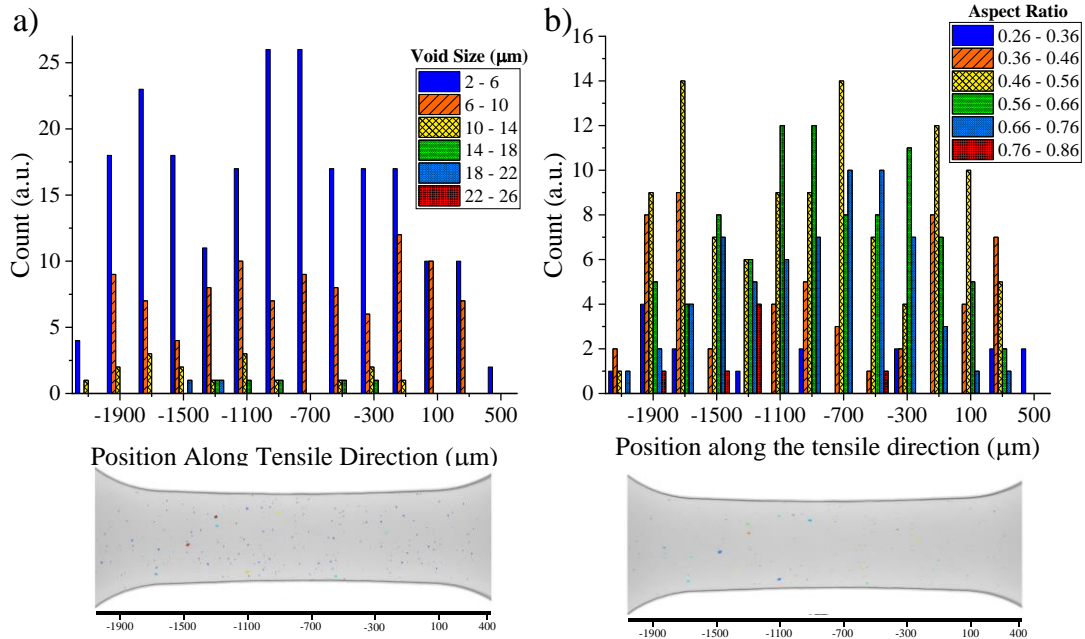 a)
Void Size (μm)
2 - 6
6 - 10
10 - 14
14 - 18
18 - 22
22 - 26
Count (a.u.)
25
20
15
10
5
0
-1900 -1500 -1100 -700 -300 100 500
Position Along Tensile Direction (μm)
-1900 -1500 -1100 -700 -300 100 400
b)
Aspect Ratio
0.26 - 0.36
0.36 - 0.46
0.46 - 0.56
0.56 - 0.66
0.66 - 0.76
0.76 - 0.86
Count (a.u.)
16
14
12
10
8
6
4
2
0
-1900 -1500 -1100 -700 -300 100 500
Position along the tensile direction (μm)
-1900 -1500 -1100 -700 -300 100 400